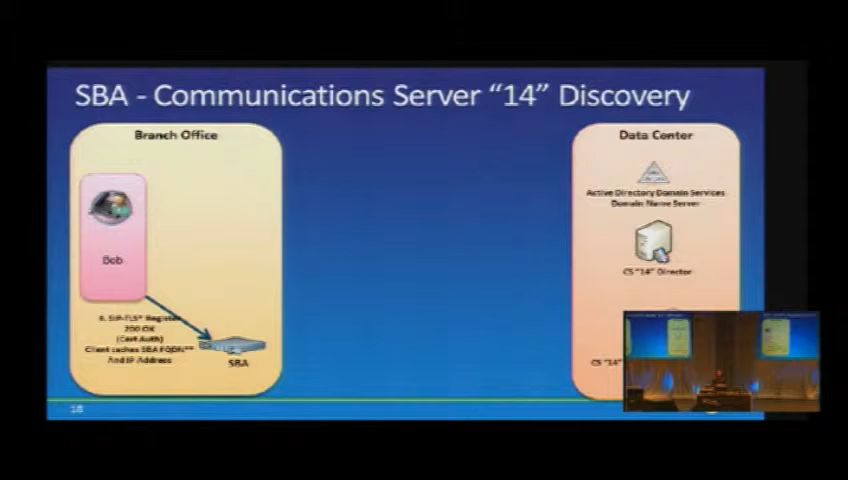 SBA - Communications Server “14” Discovery
Branch Office
Bob
SIP-TLS* Register
200 OK
(Cert Auth)
Client caches SBA FQDN**
And IP Address
SBA
Data Center
Active Directory Domain Services
Domain Name Server
CS “14” Director
CS “14”
18